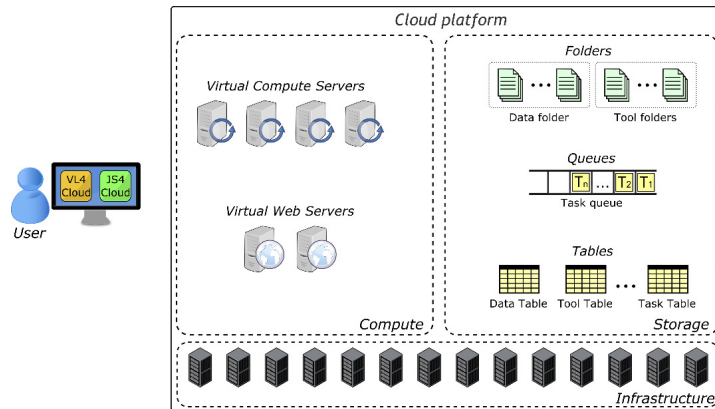 Cloud platform
Virtual Compute Servers
Virtual Web Servers
Compute
Folders
Data folder
Tool folders
Queues
Tn ... T2 T1
Task queue
Tables
Data Table
Tool Table
Task Table
Storage
VL4
Cloud
JS4
Cloud
User
Infrastructure